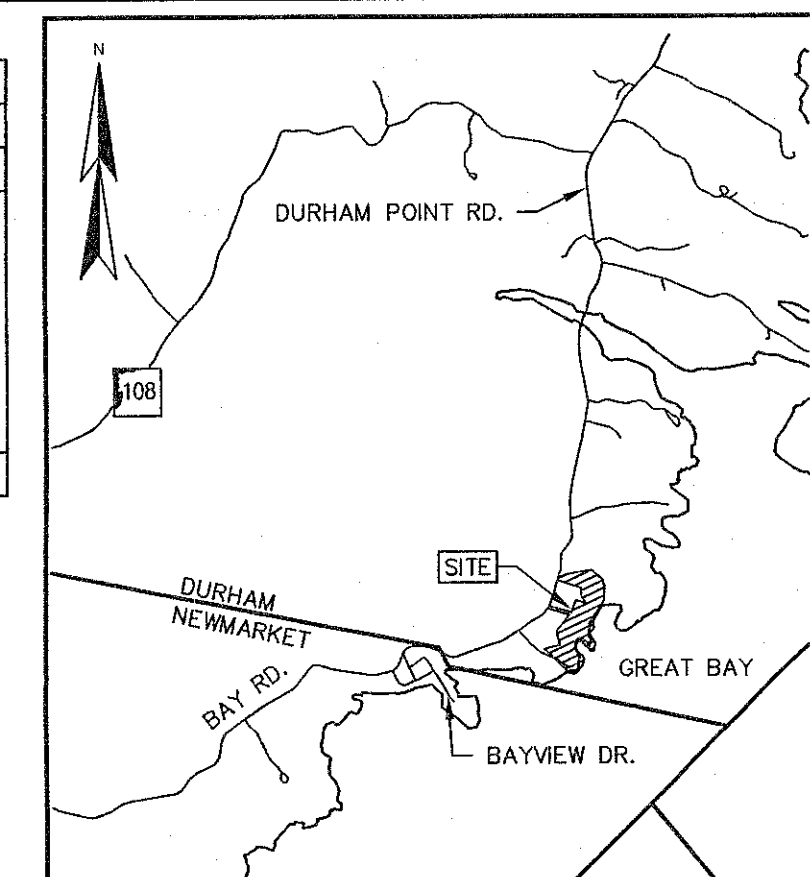 N
DURHAM POINT RD.
108
SITE
DURHAM
NEWMARKET
GREAT BAY
BAY RD.
BAYVIEW DR.